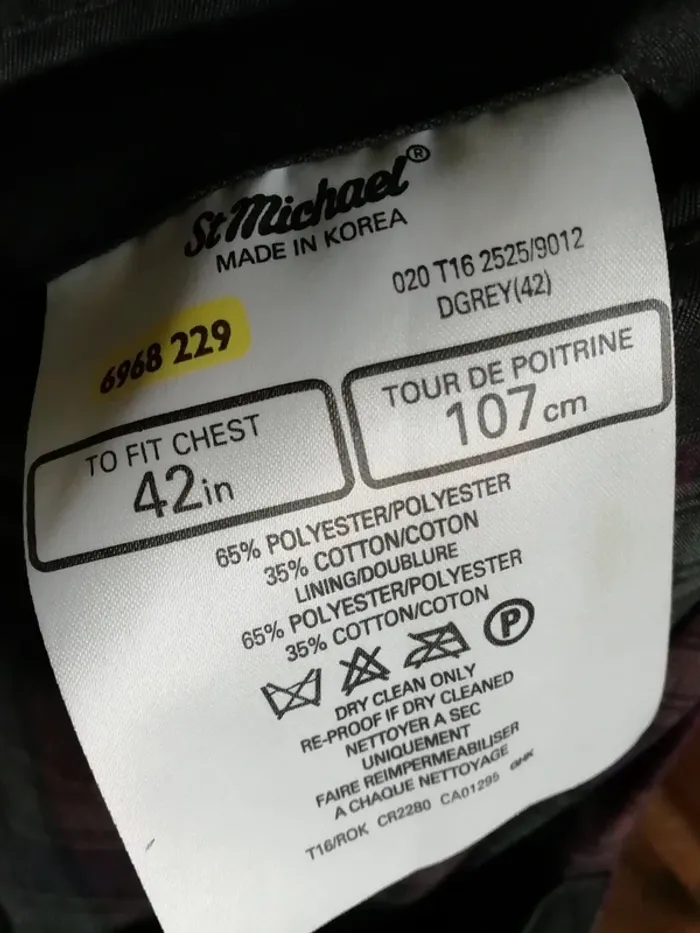 St Michael®
MADE IN KOREA
020 T16 2525/9012
DGREY(42)
6968 229
TO FIT CHEST
42in
TOUR DE POITRINE
107cm
65% POLYESTER/POLYESTER
35% COTTON/COTON
LINING/DOUBLURE
65% POLYESTER/POLYESTER
35% COTTON/COTON
P
DRY CLEAN ONLY
RE-PROOF IF DRY CLEANED
NETTOYER A SEC
UNIQUEMENT
FAIRE REIMPERMEABILISER
A CHAQUE NETTOYAGE
T16/ROK CR2280 CA01295 GHK